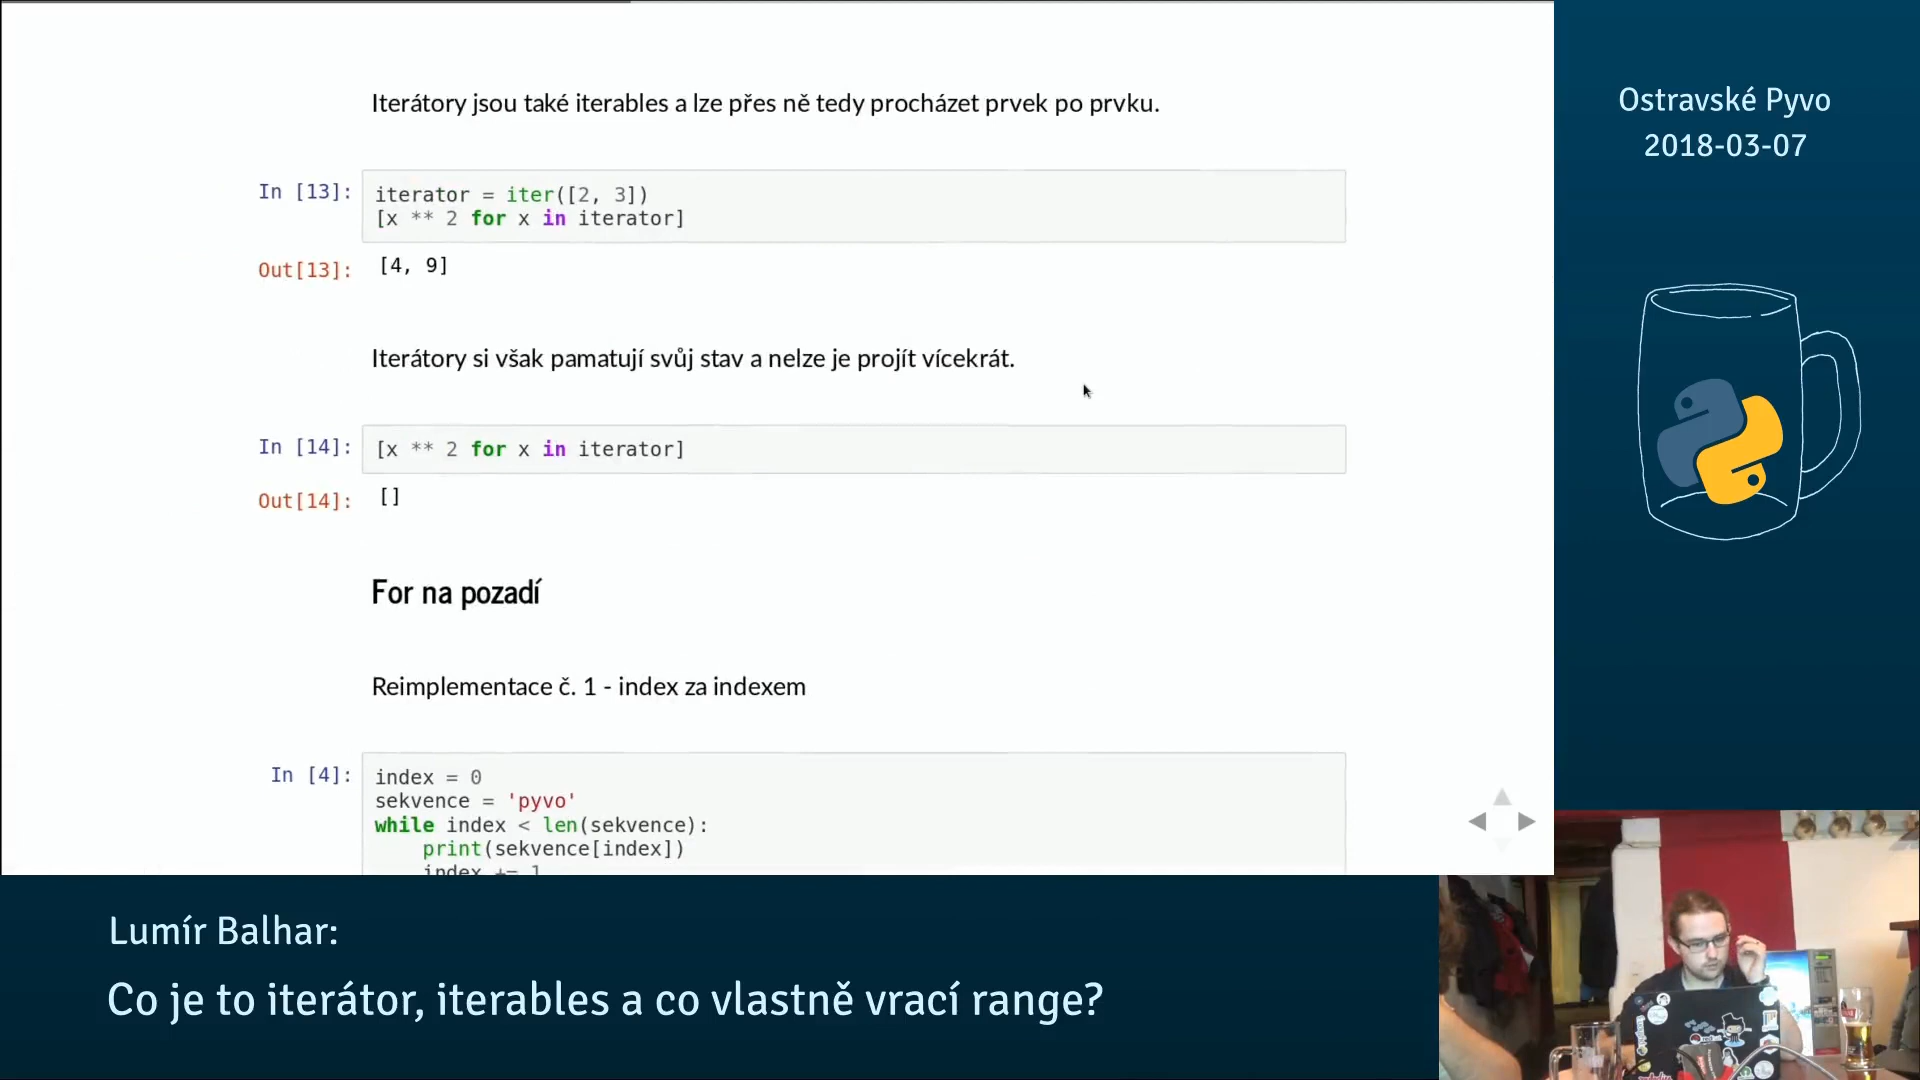 Iterátory jsou také iterables a lze přes ně tedy procházet prvek po prvku.
In [13]:
iterator = iter([2, 3])
[x ** 2 for x in iterator]
Out[13]:
[4, 9]
Iterátory si však pamatují svůj stav a nelze je projít vícekrát.
In [14]:
[x ** 2 for x in iterator]
Out[14]:
[]
For na pozadí
Reimplementace č. 1 - index za indexem
In [4]:
index = 0
sekvence = 'pyvo'
while index < len(sekvence):
print(sekvence[index])
index += 1
Ostravské Pyvo
2018-03-07
Lumír Balhar:
Co je to iterátor, iterables a co vlastně vrací range?